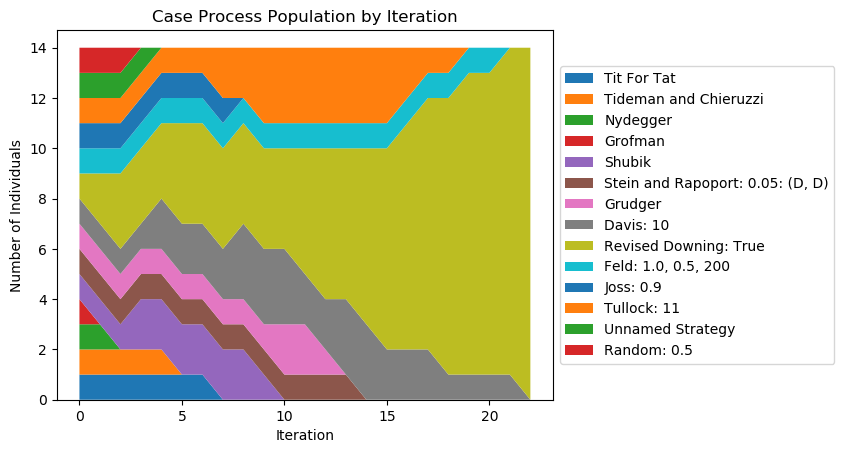 Case Process Population by Iteration
14
12
10
8
6
4
2
0
Number of Individuals
0 5 10 15 20
Iteration
Tit For Tat
Tideman and Chieruzzi
Nydegger
Grofman
Shubik
Stein and Rapoport: 0.05: (D, D)
Grudger
Davis: 10
Revised Downing: True
Feld: 1.0, 0.5, 200
Joss: 0.9
Tullock: 11
Unnamed Strategy
Random: 0.5